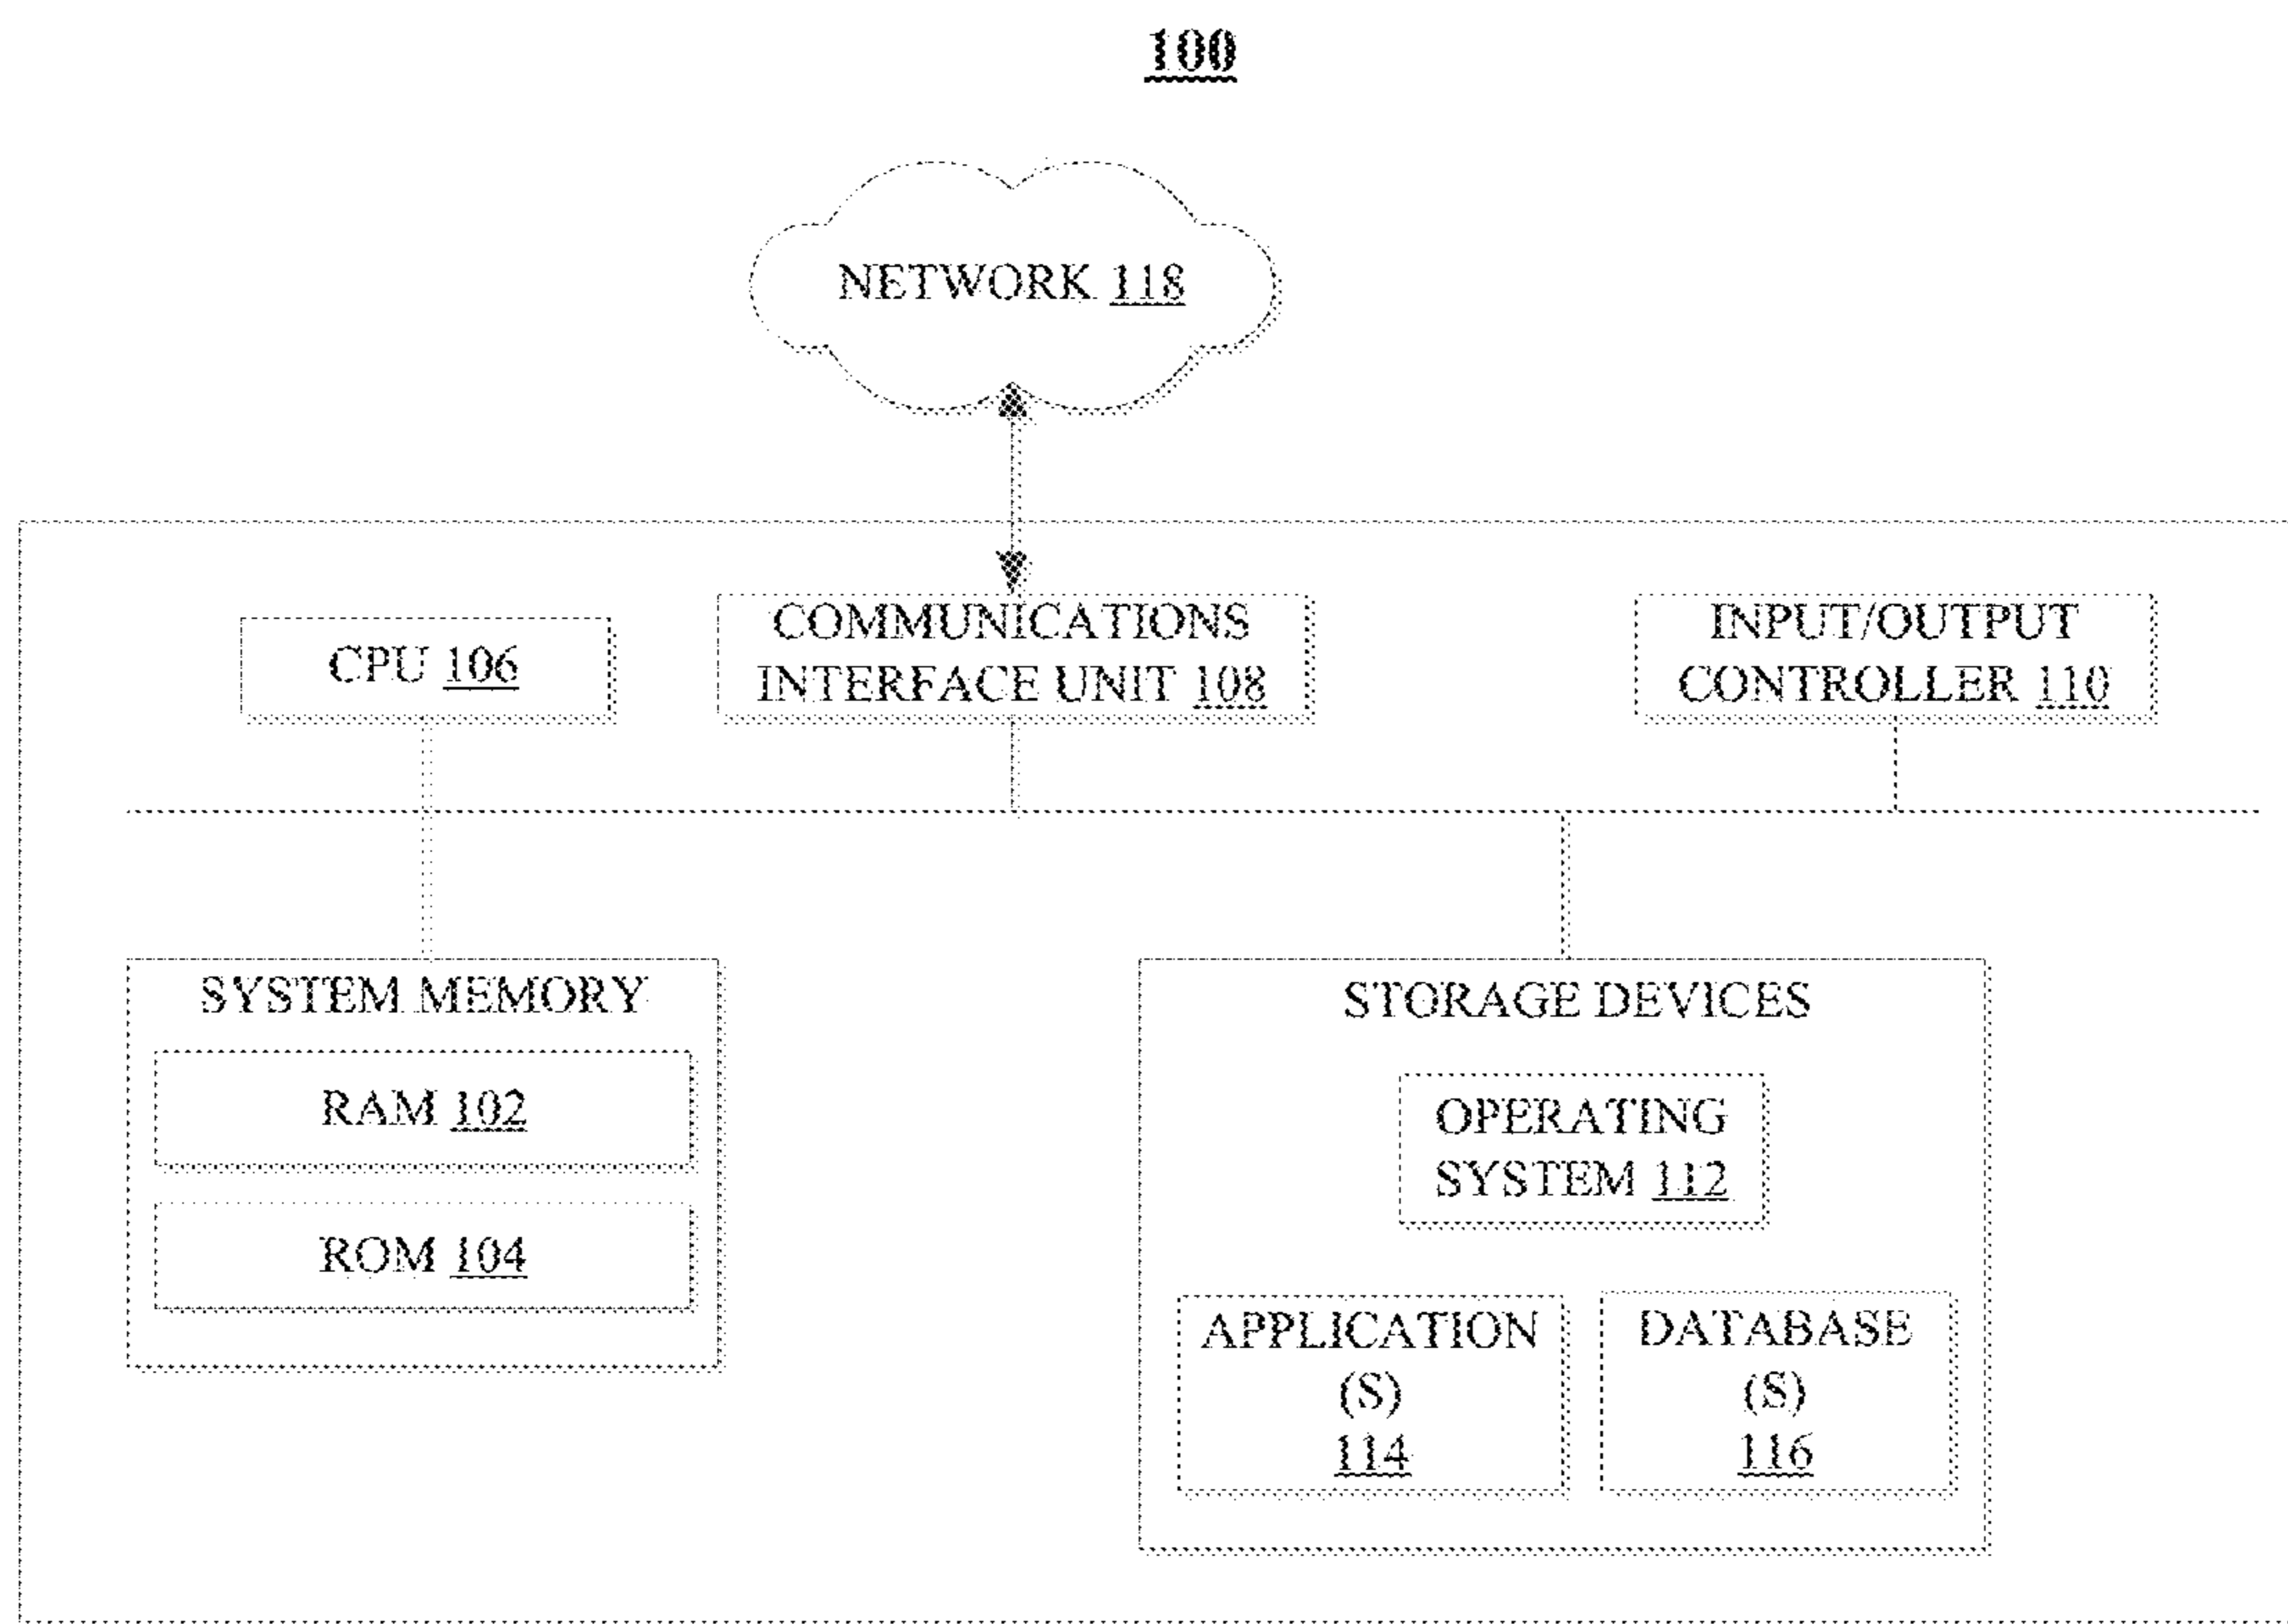 100
NETWORK 118
CPU 106
COMMUNICATIONS
INTERFACE UNIT 108
INPUT/OUTPUT
CONTROLLER 110
SYSTEM MEMORY
RAM 102
ROM 104
STORAGE DEVICES
OPERATING
SYSTEM 112
APPLICATION
(S)
114
DATABASE
(S)
116